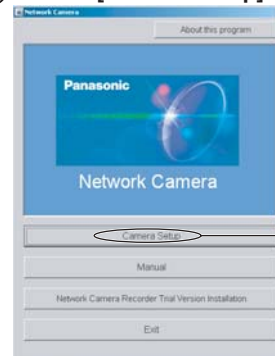 Network Camera
About this program
Panasonic
Network Camera
Camera Setup
Manual
Network Camera Recorder Trial Version Installation
Exit